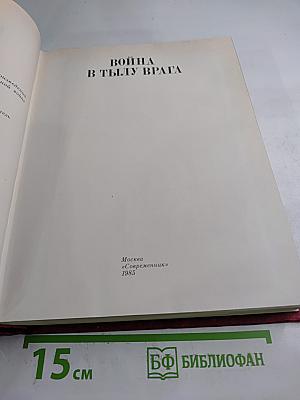 ВОЙНА
В ТЫЛУ ВРАГА
Москва
«Современник»
1985
15 см
БФ БИБЛИОФАН